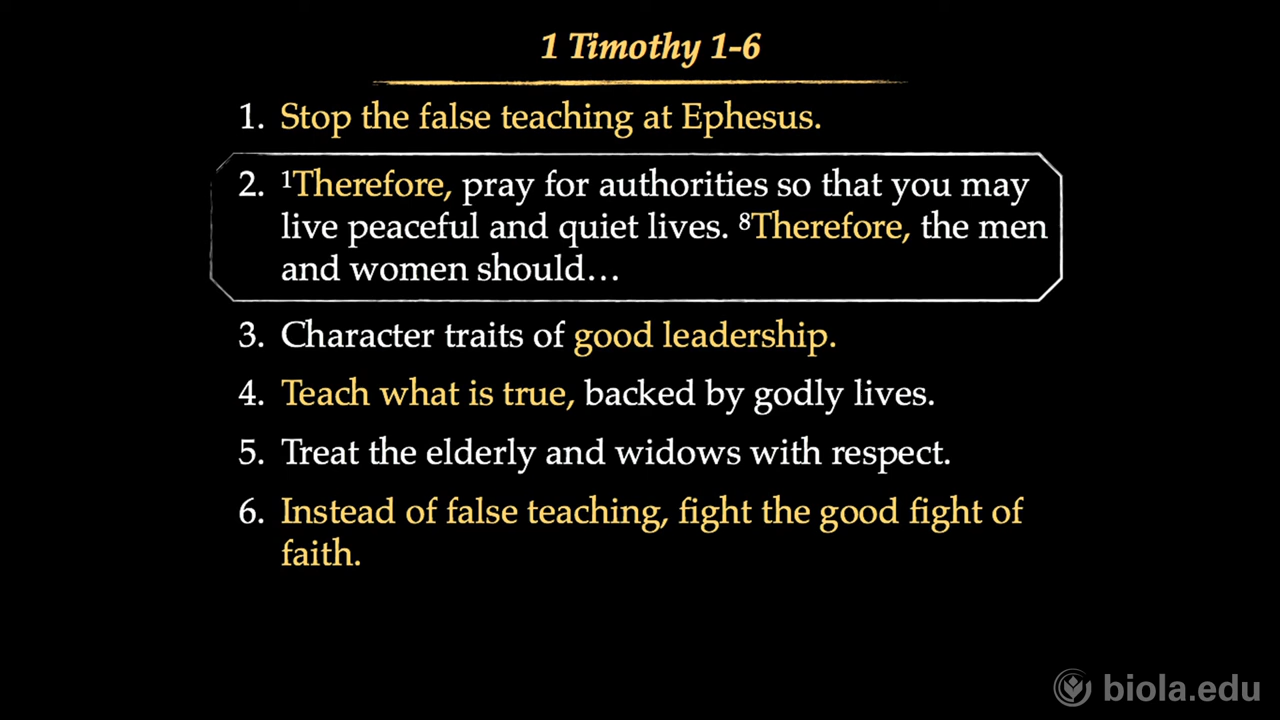 1 Timothy 1-6
1. Stop the false teaching at Ephesus.
2. ¹Therefore, pray for authorities so that you may
live peaceful and quiet lives. ⁸Therefore, the men
and women should…
3. Character traits of good leadership.
4. Teach what is true, backed by godly lives.
5. Treat the elderly and widows with respect.
6. Instead of false teaching, fight the good fight of
faith.
biola.edu